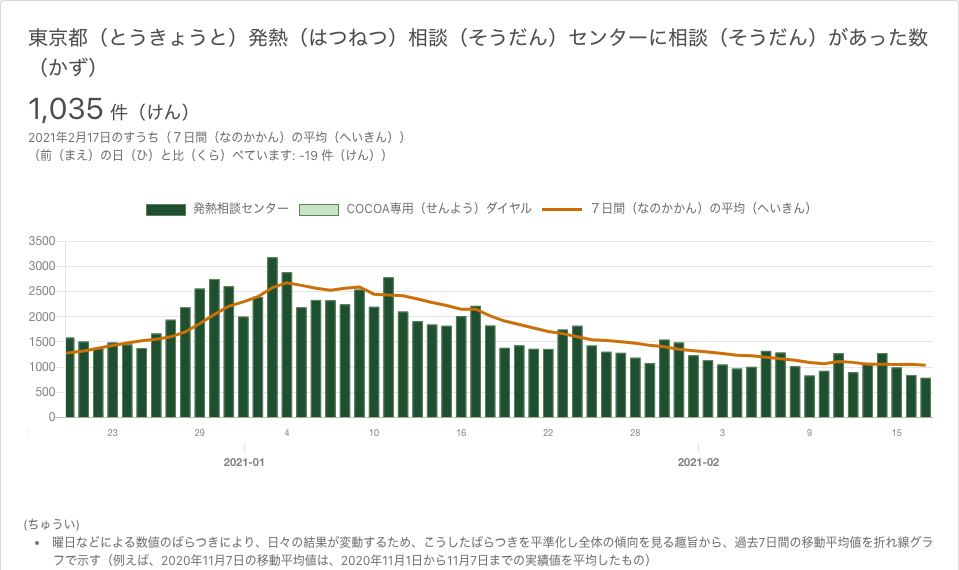 東京都（とうきょうと）発熱（はつねつ）相談（そうだん）センターに相談（そうだん）があった数
（かず）
1,035 件（けん）
2021年2月17日のすうち（７日間（なのかかん）の平均（へいきん））
（前（まえ）の日（ひ）と比（くら）べています: -19 件（けん））
発熱相談センター COCOA専用（せんよう）ダイヤル ７日間（なのかかん）の平均（へいきん）
3500
3000
2500
2000
1500
1000
500
0
23 29 4 10 16 22 28 3 9 15
2021-01 2021-02
(ちゅうい)
• 曜日などによる数値のばらつきにより、日々の結果が変動するため、こうしたばらつきを平準化し全体の傾向を見る趣旨から、過去7日間の移動平均値を折れ線グラ
フで示す（例えば、2020年11月7日の移動平均値は、2020年11月1日から11月7日までの実績値を平均したもの）